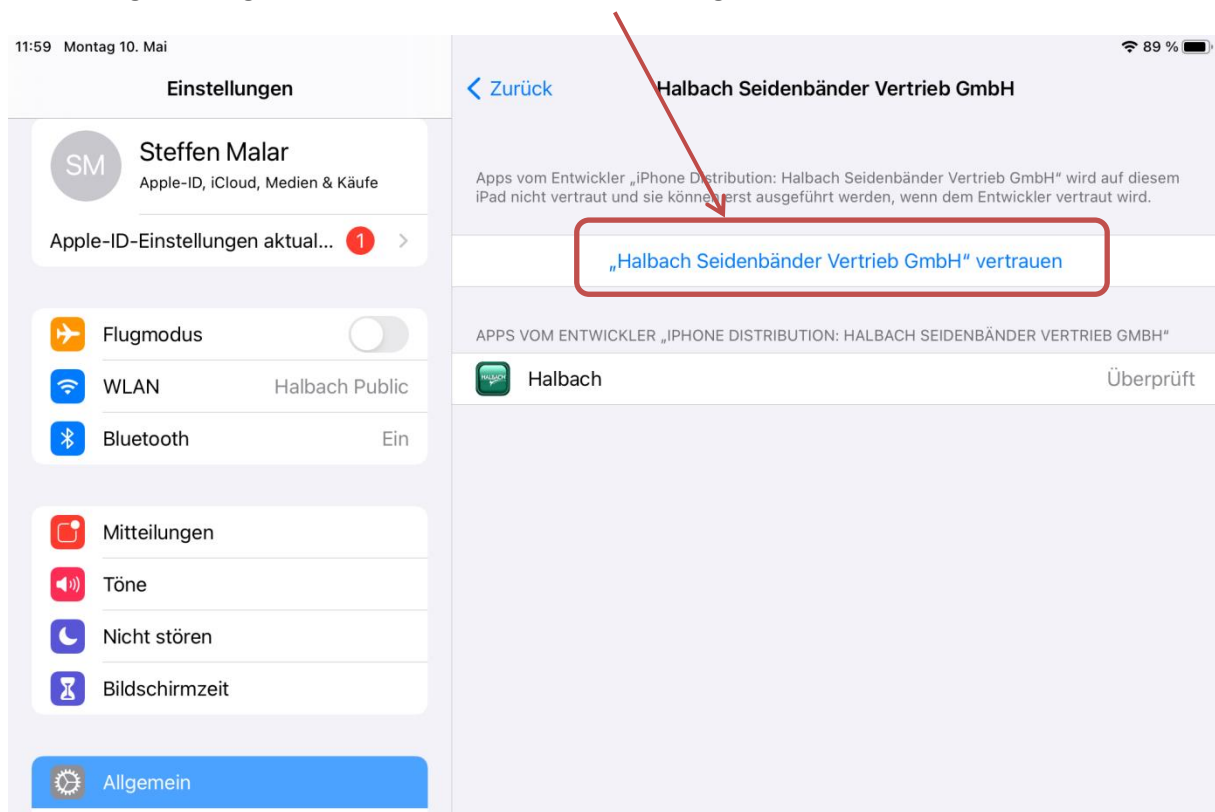 11:59 Montag 10. Mai
89 %
Einstellungen
SM
Steffen Malar
Apple-ID, iCloud, Medien & Käufe
Apple-ID-Einstellungen aktual... 1
Flugmodus
WLAN Halbach Public
Bluetooth Ein
Mitteilungen
Töne
Nicht stören
Bildschirmzeit
Allgemein
Zurück
Halbach Seidenbänder Vertrieb GmbH
Apps vom Entwickler „iPhone Distribution: Halbach Seidenbänder Vertrieb GmbH“ wird auf diesem
iPad nicht vertraut und sie können erst ausgeführt werden, wenn dem Entwickler vertraut wird.
„Halbach Seidenbänder Vertrieb GmbH“ vertrauen
APPS VOM ENTWICKLER „IPHONE DISTRIBUTION: HALBACH SEIDENBÄNDER VERTRIEB GMBH“
HALBACH
Halbach Überprüft